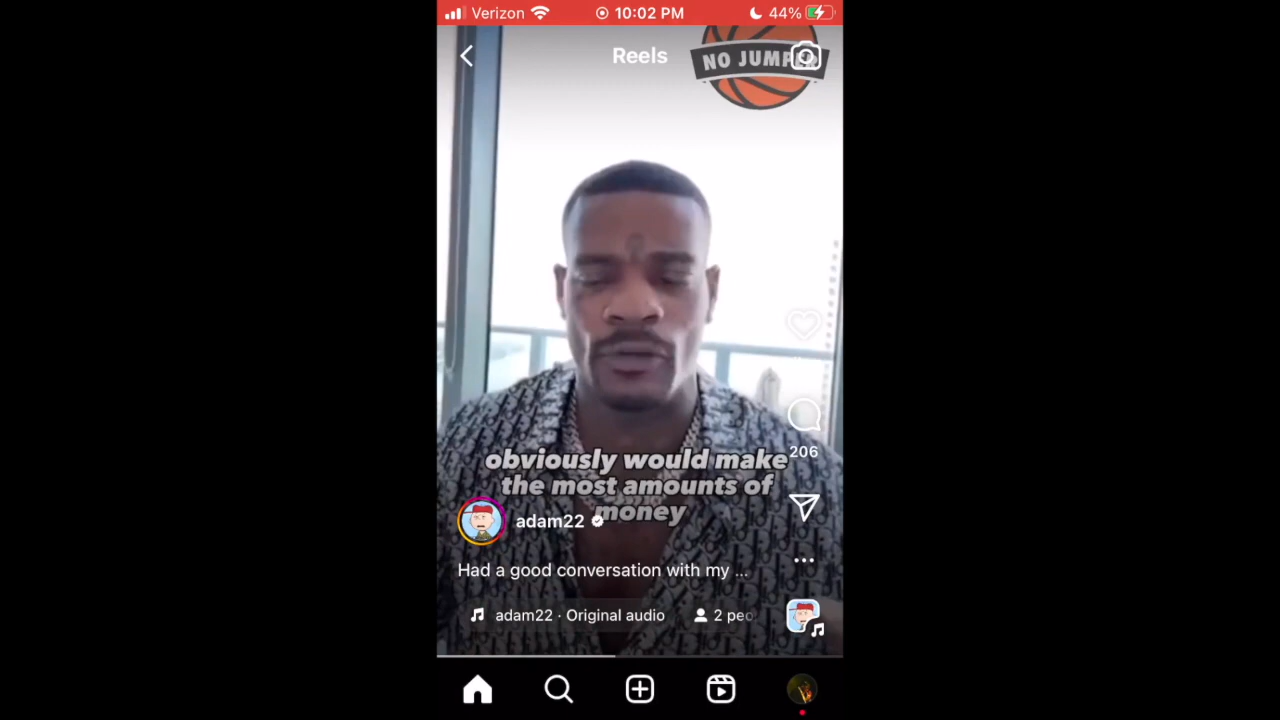 Verizon 10:02 PM 44%
Reels
NO JUMPER
obviously would make
the most amounts of
money
206
adam22
Had a good conversation with my ...
adam22 · Original audio 2 peo